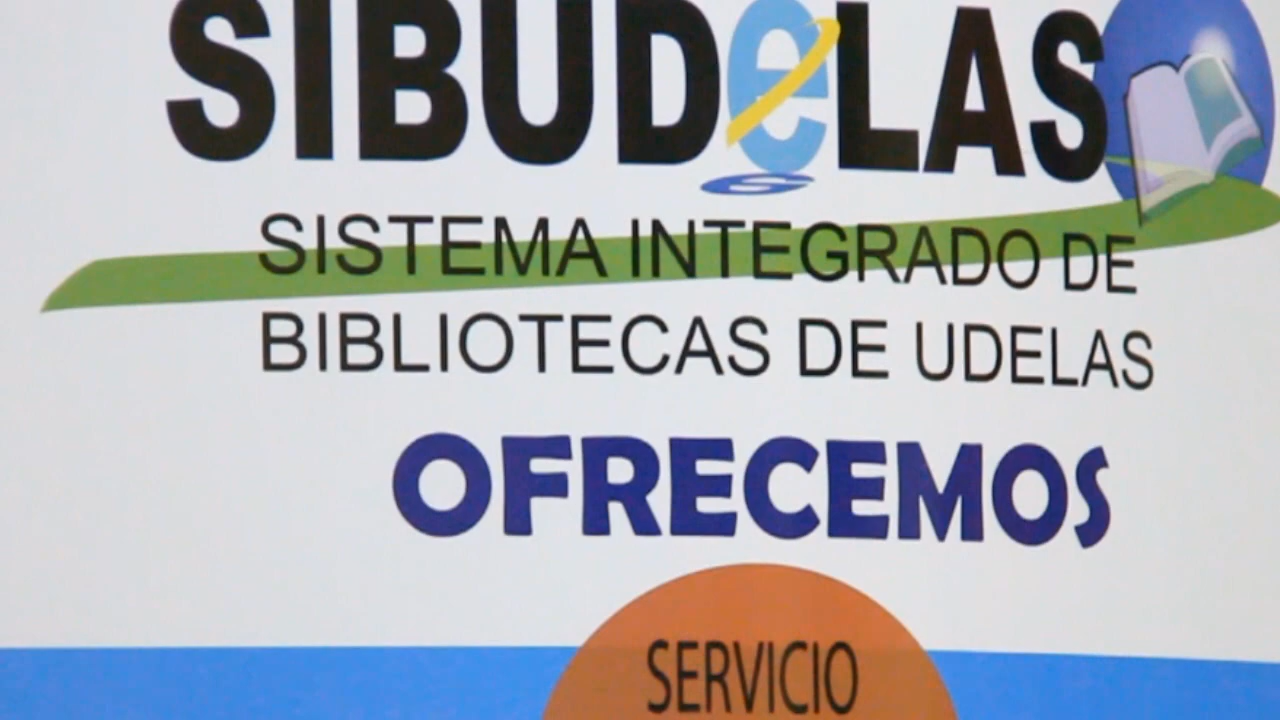 SIBUDeLAS
SISTEMA INTEGRADO DE
BIBLIOTECAS DE UDELAS
OFRECEMOS
SERVICIO